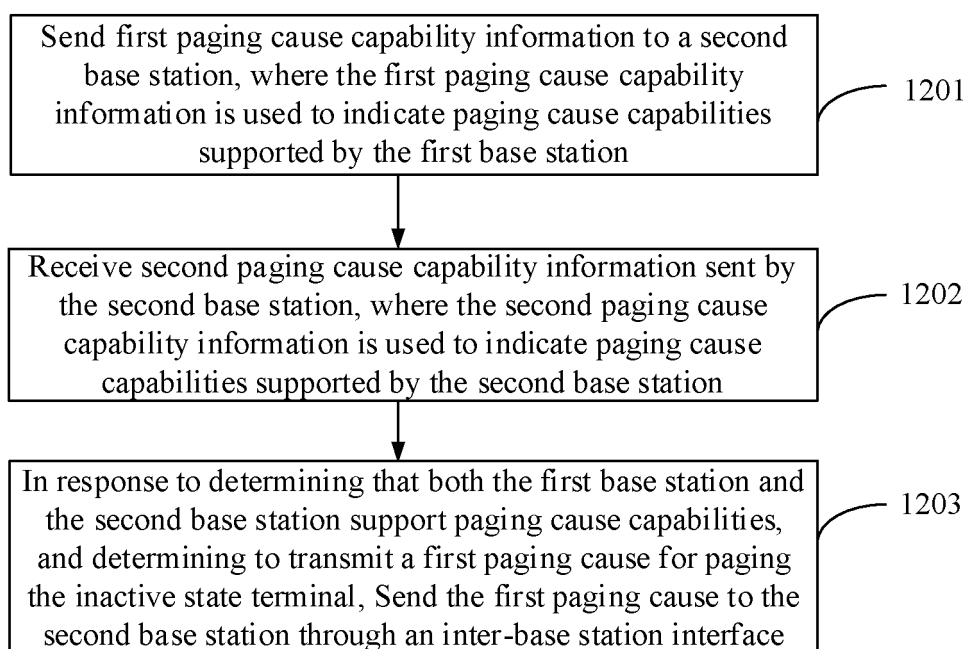 Send first paging cause capability information to a second
base station, where the first paging cause capability
information is used to indicate paging cause capabilities
supported by the first base station
1201
Receive second paging cause capability information sent by
the second base station, where the second paging cause
capability information is used to indicate paging cause
capabilities supported by the second base station
1202
In response to determining that both the first base station and
the second base station support paging cause capabilities,
and determining to transmit a first paging cause for paging
the inactive state terminal, Send the first paging cause to the
second base station through an inter-base station interface
1203